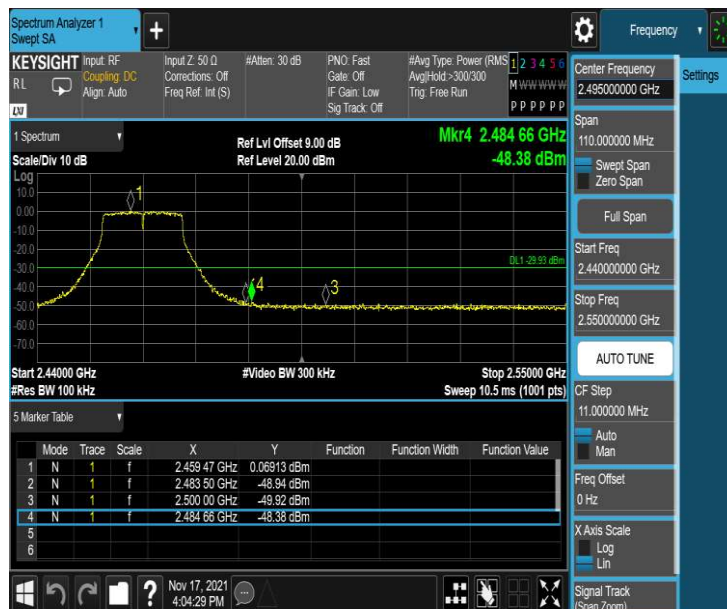 Spectrum Analyzer 1
Swept SA
+
Frequency
KEYSIGHT
RL
LXI
Input: RF
Coupling: DC
Align: Auto
Input Z: 50 Ω
Corrections: Off
Freq Ref: Int (S)
#Atten: 30 dB
PNO: Fast
Gate: Off
IF Gain: Low
Sig Track: Off
#Avg Type: Power (RMS
Avg|Hold:>300/300
Trig: Free Run
1 2 3 4 5 6
M W W W W W
P P P P P P
1 Spectrum
Scale/Div 10 dB
Ref Lvl Offset 9.00 dB
Ref Level 20.00 dBm
Mkr4 2.484 66 GHz
-48.38 dBm
Log
10.0
0.00
-10.0
-20.0
-30.0
-40.0
-50.0
-60.0
-70.0
1
4
3
DL1 -29.93 dBm
Start 2.44000 GHz
#Res BW 100 kHz
#Video BW 300 kHz
Stop 2.55000 GHz
Sweep 10.5 ms (1001 pts)
5 Marker Table
Mode Trace Scale X Y Function Function Width Function Value
1 N 1 f 2.459 47 GHz 0.06913 dBm
2 N 1 f 2.483 50 GHz -48.94 dBm
3 N 1 f 2.500 00 GHz -49.92 dBm
4 N 1 f 2.484 66 GHz -48.38 dBm
5
6
Nov 17, 2021
4:04:29 PM
?
Center Frequency
2.495000000 GHz
Settings
Span
110.000000 MHz
Swept Span
Zero Span
Full Span
Start Freq
2.440000000 GHz
Stop Freq
2.550000000 GHz
AUTO TUNE
CF Step
11.000000 MHz
Auto
Man
Freq Offset
0 Hz
X Axis Scale
Log
Lin
Signal Track
(Span Zoom)